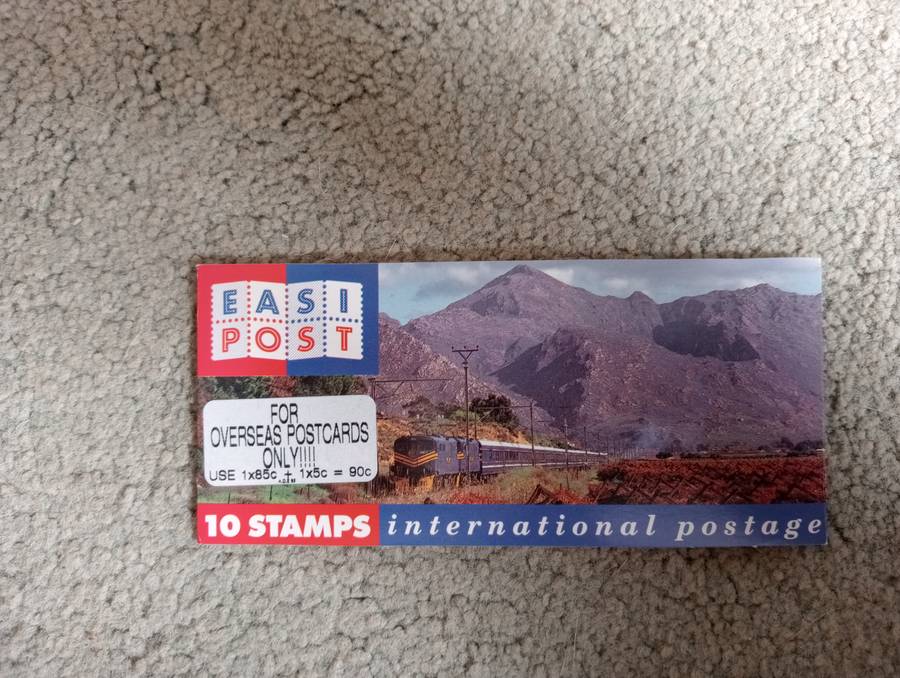 EASI
POST
FOR
OVERSEAS POSTCARDS
ONLY!!!!
USE 1x85c + 1x5c = 90c
10 STAMPS international postage